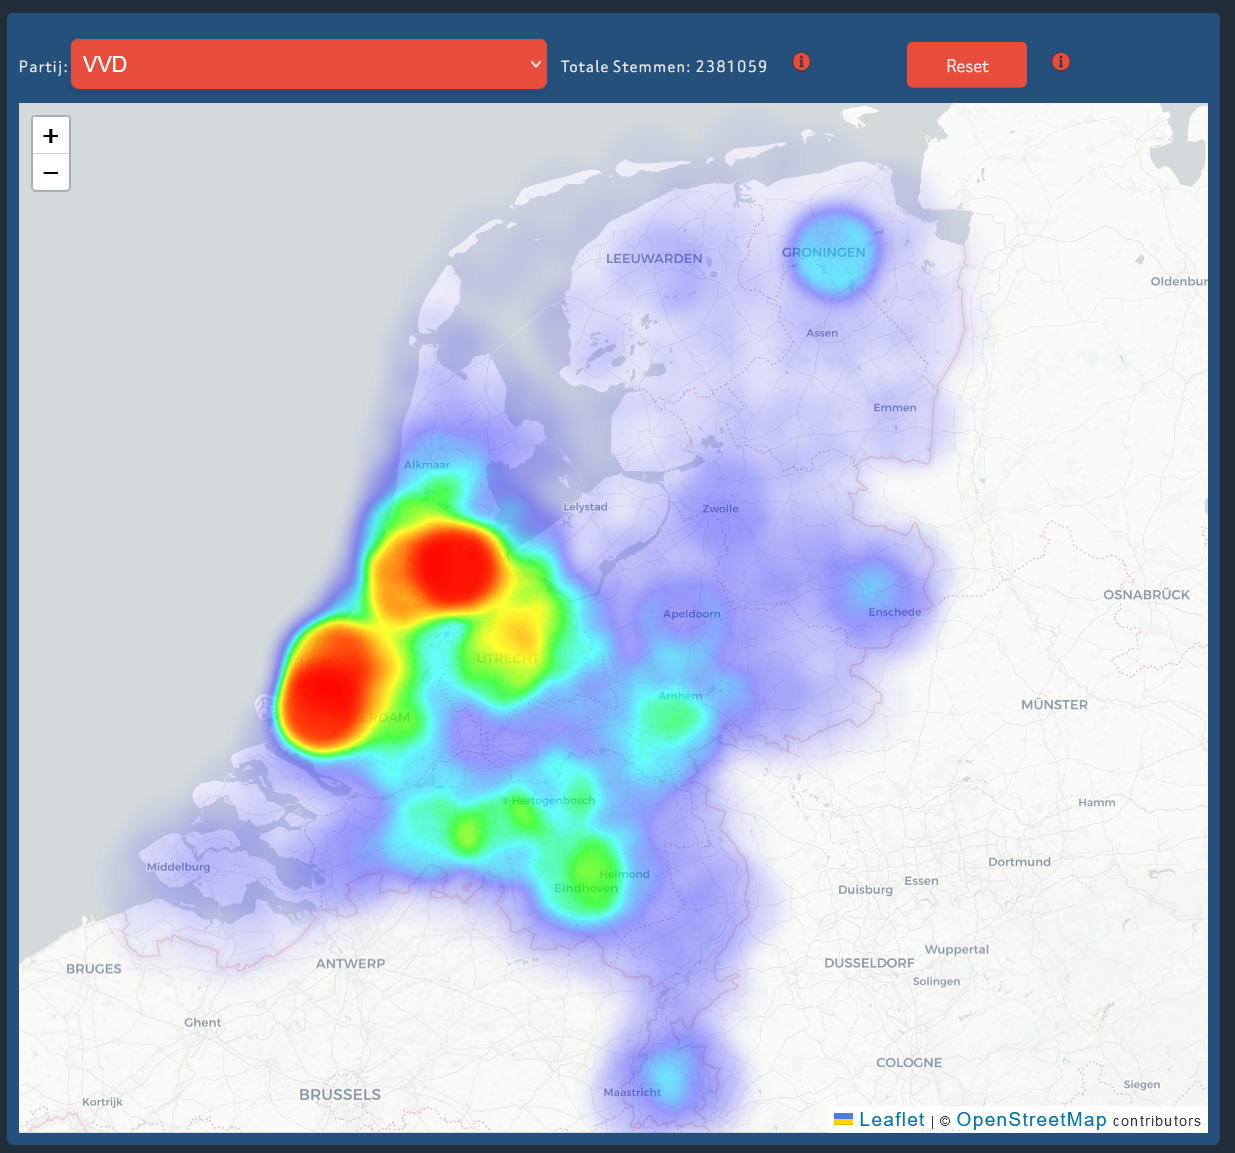 Partij: VVD Totale Stemmen: 2381059 i Reset i
+
−
LEEUWARDEN
GRONINGEN
Oldenbur
Assen
Emmen
Alkmaar
Lelystad
Zwolle
OSNABRÜCK
Apeldoorn
Enschede
UTRECHT
Arnhem
MÜNSTER
ERDAM
's-Hertogenbosch
Hamm
Middelburg
Dortmund
Helmond
Essen
Eindhoven
Duisburg
Wuppertal
BRUGES
ANTWERP
DUSSELDORF
Solingen
Ghent
COLOGNE
Maastricht
Siegen
Kortrijk
BRUSSELS
Leaflet | © OpenStreetMap contributors